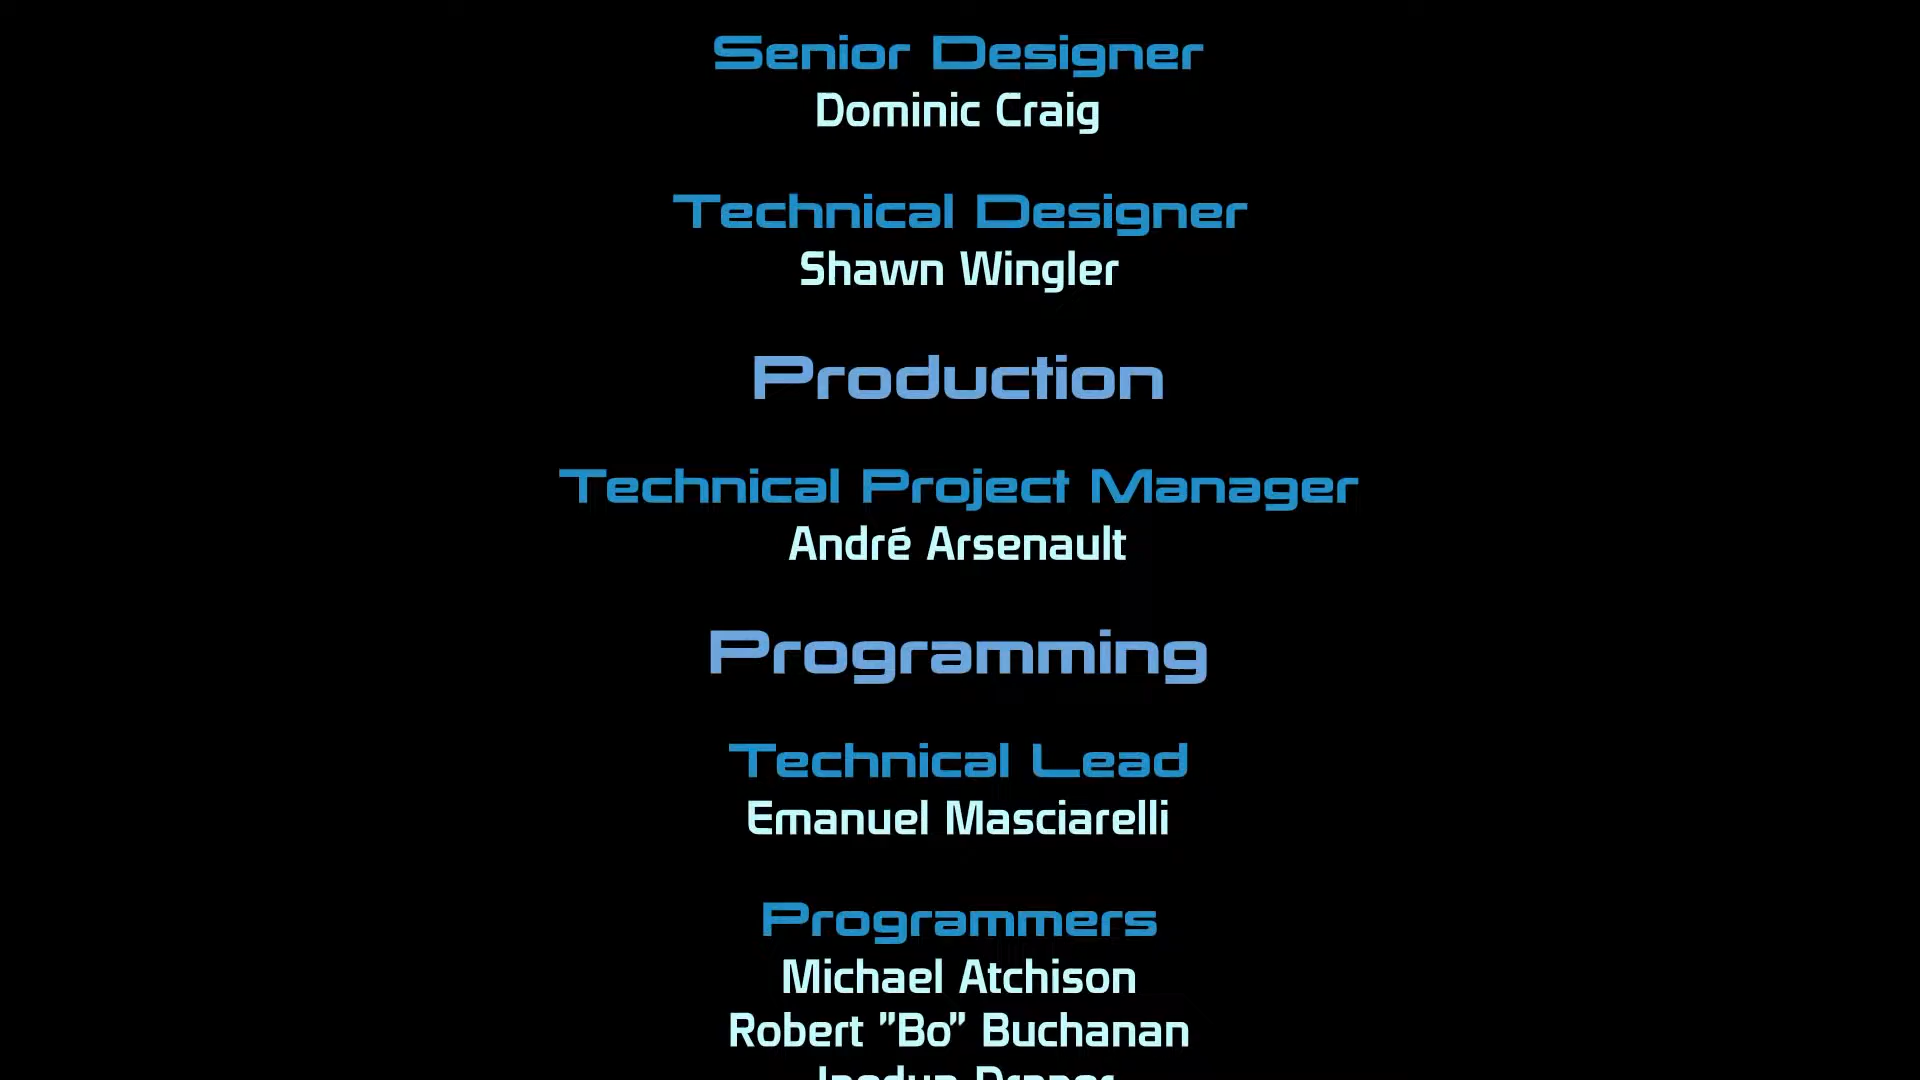 Senior Designer
Dominic Craig
Technical Designer
Shawn Wingler
Production
Technical Project Manager
André Arsenault
Programming
Technical Lead
Emanuel Masciarelli
Programmers
Michael Atchison
Robert "Bo" Buchanan